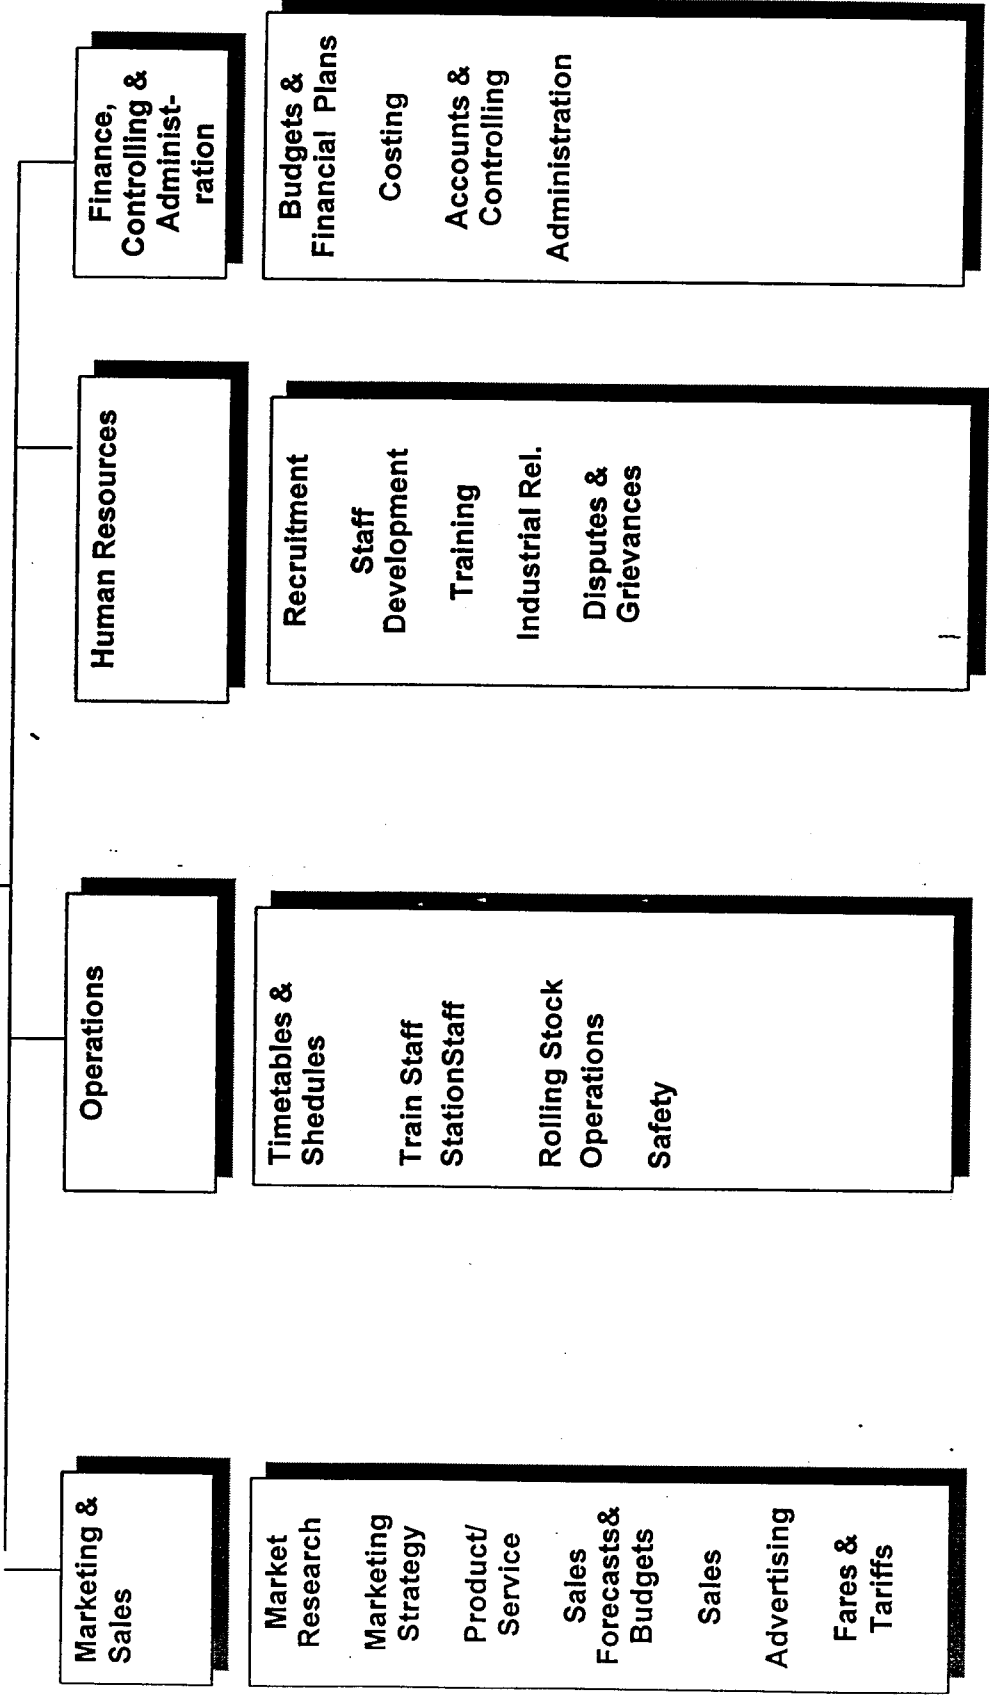 Marketing &
Sales
Market
Research
Marketing
Strategy
Product/
Service
Sales
Forecasts&
Budgets
Sales
Advertising
Fares &
Tariffs
Operations
Timetables &
Shedules
Train Staff
StationStaff
Rolling Stock
Operations
Safety
Human Resources
Recruitment
Staff
Development
Training
Industrial Rel.
Disputes &
Grievances
Finance,
Controlling &
Administ-
ration
Budgets &
Financial Plans
Costing
Accounts &
Controlling
Administration